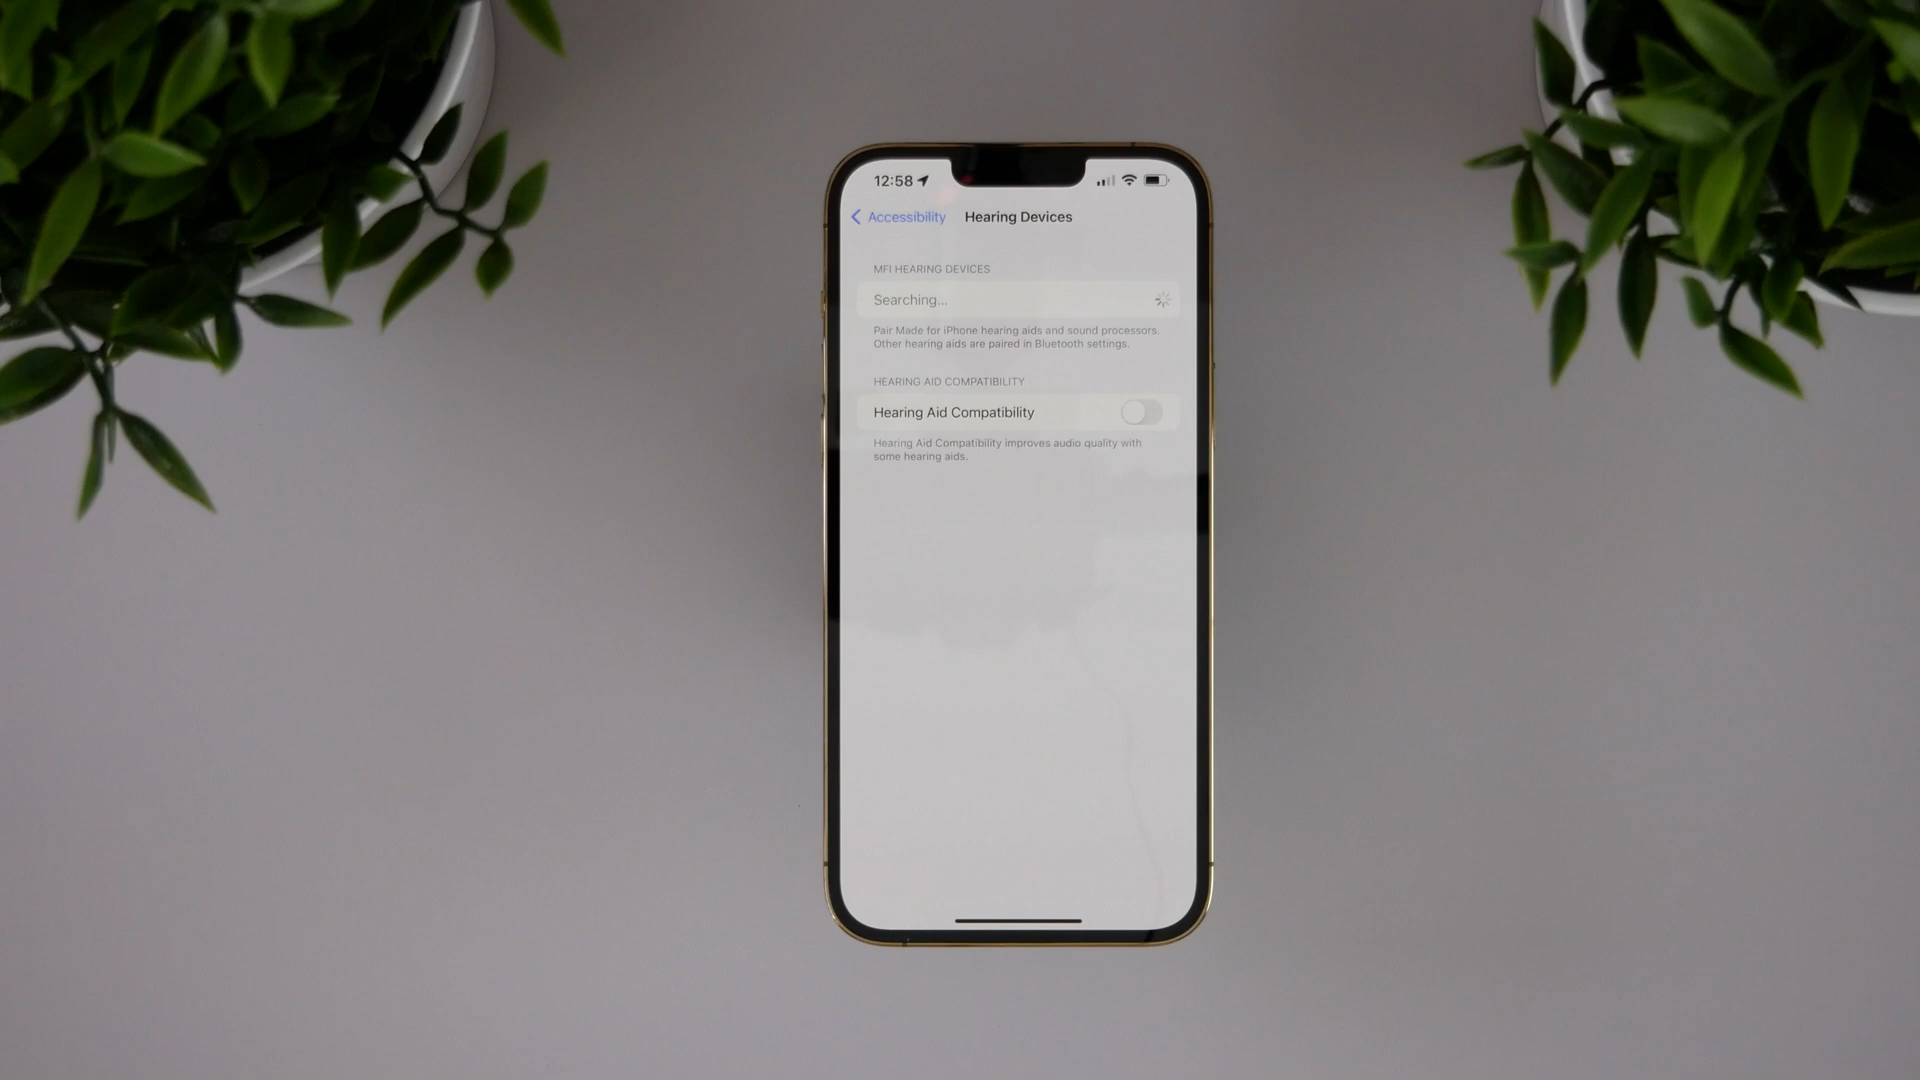 12:58
Accessibility Hearing Devices
MFI HEARING DEVICES
Searching...
Pair Made for iPhone hearing aids and sound processors.
Other hearing aids are paired in Bluetooth settings.
HEARING AID COMPATIBILITY
Hearing Aid Compatibility
Hearing Aid Compatibility improves audio quality with
some hearing aids.